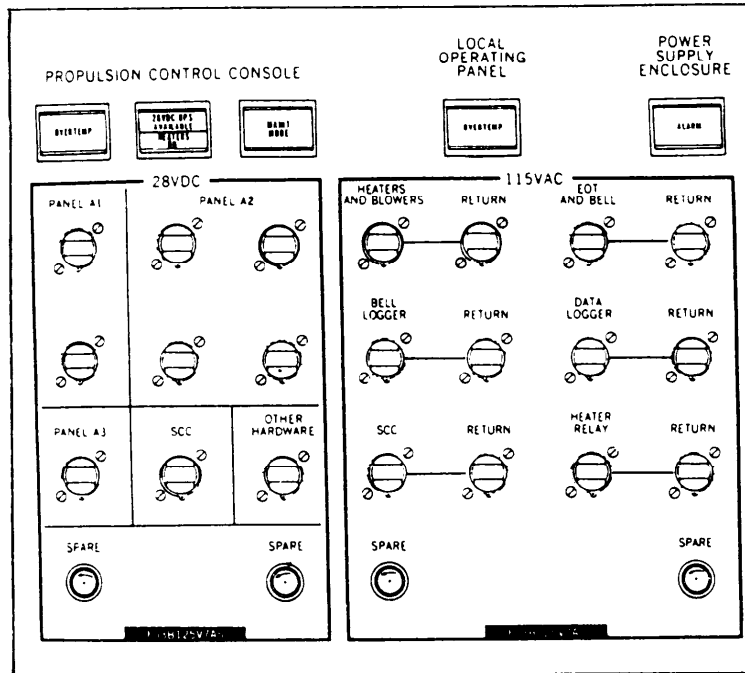 PROPULSION CONTROL CONSOLE
LOCAL
OPERATING
PANEL
POWER
SUPPLY
ENCLOSURE
OVERTEMP
28VDC UPS
AVAILABLE
HEATERS
ON
MAINT
MODE
OVERTEMP
ALARM
28VDC
PANEL A1
PANEL A2
PANEL A3
SCC
OTHER
HARDWARE
SPARE
SPARE
115VAC
HEATERS
AND BLOWERS
RETURN
EOT
AND BELL
RETURN
BELL
LOGGER
RETURN
DATA
LOGGER
RETURN
SCC
RETURN
HEATER
RELAY
RETURN
SPARE
SPARE